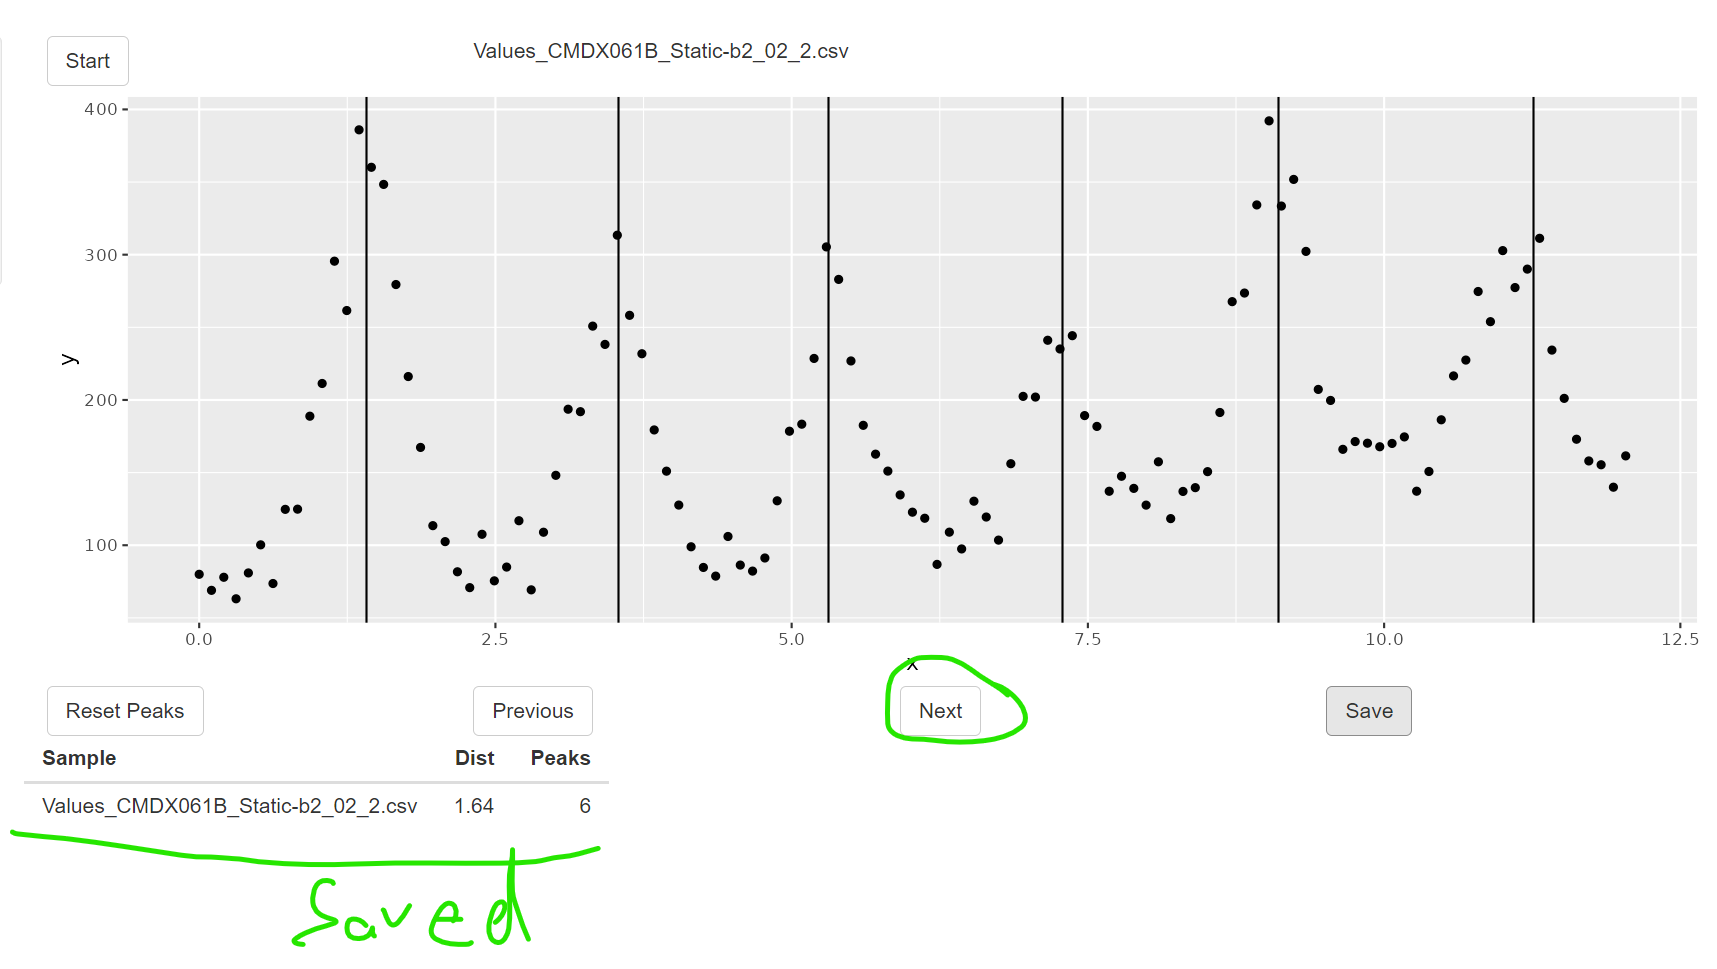 Start
Values_CMDX061B_Static-b2_02_2.csv
400
300
200
100
y
0.0 2.5 5.0 7.5 10.0 12.5
x
Reset Peaks Previous Next Save
Sample Dist Peaks
Values_CMDX061B_Static-b2_02_2.csv 1.64 6
Saved